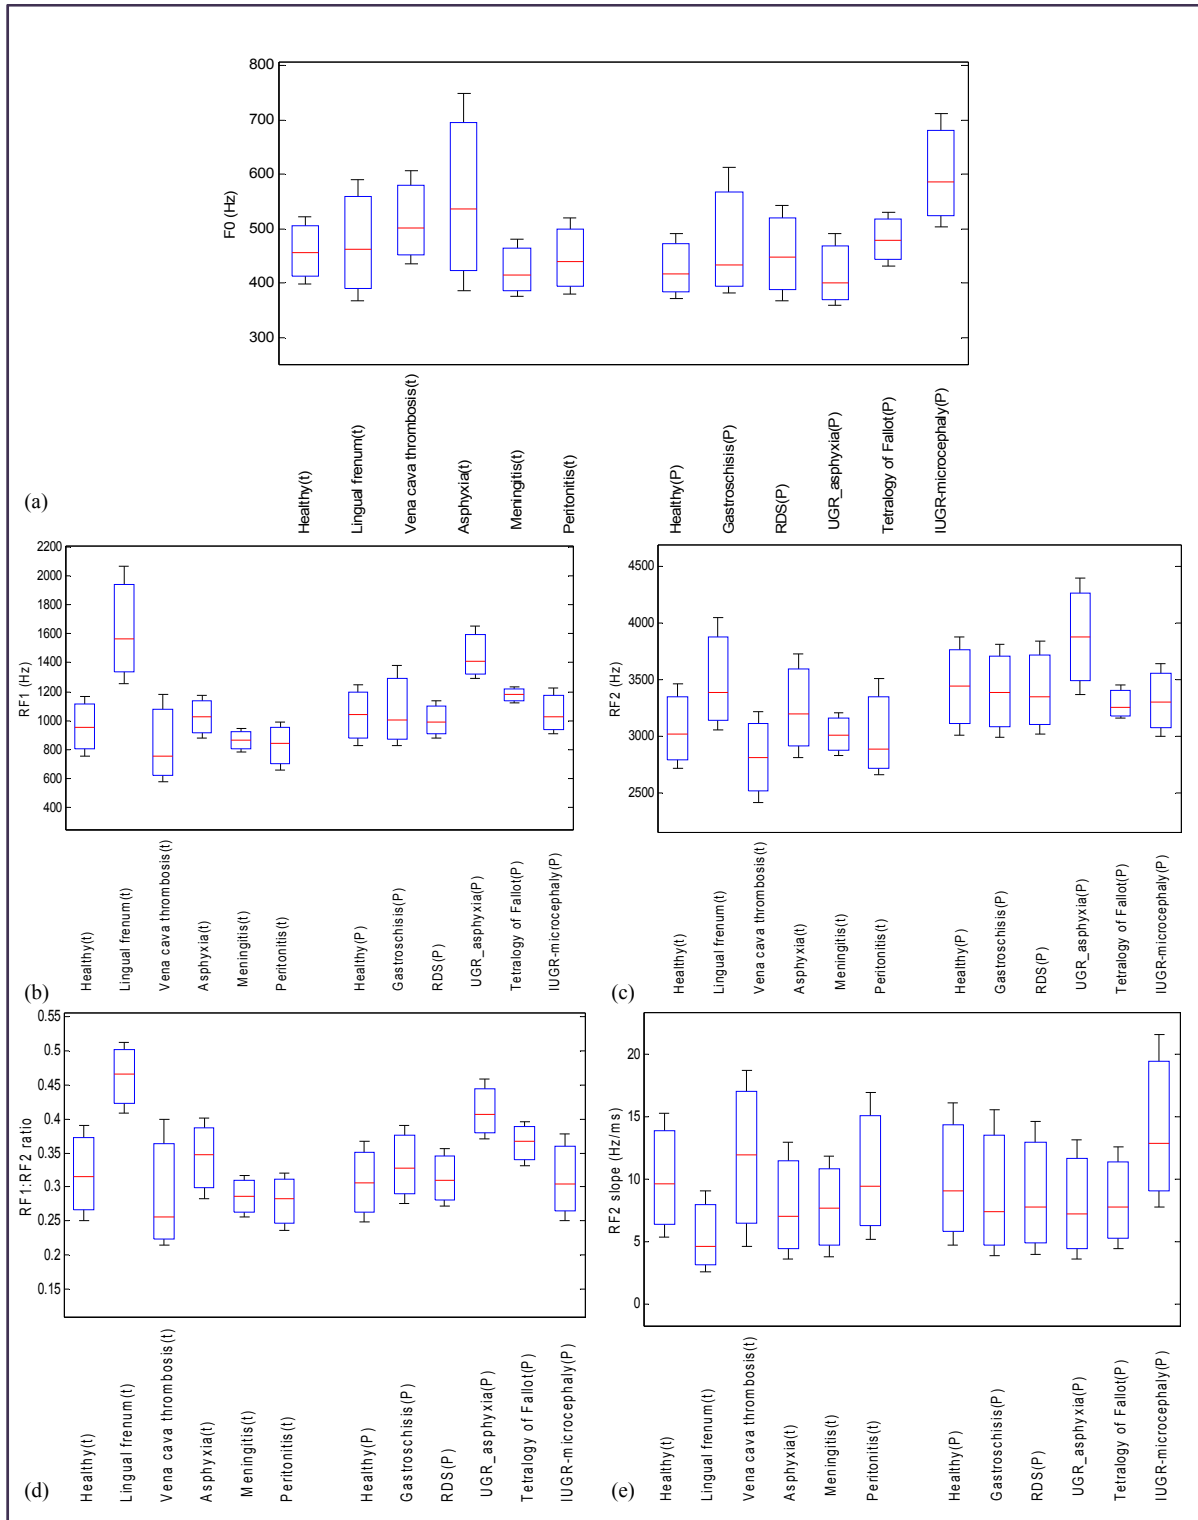 800
700
600
500
400
300
F0 (Hz)
Healthy(t)
Lingual frenum(t)
Vena cava thrombosis(t)
Asphyxia(t)
Meningitis(t)
Peritonitis(t)
Healthy(P)
Gastroschisis(P)
RDS(P)
UGR_asphyxia(P)
Tetralogy of Fallot(P)
IUGR-microcephaly(P)
(a)
2200
2000
1800
1600
1400
1200
1000
800
600
400
RF1 (Hz)
Healthy(t)
Lingual frenum(t)
Vena cava thrombosis(t)
Asphyxia(t)
Meningitis(t)
Peritonitis(t)
Healthy(P)
Gastroschisis(P)
RDS(P)
UGR_asphyxia(P)
Tetralogy of Fallot(P)
IUGR-microcephaly(P)
(b)
4500
4000
3500
3000
2500
RF2 (Hz)
Healthy(t)
Lingual frenum(t)
Vena cava thrombosis(t)
Asphyxia(t)
Meningitis(t)
Peritonitis(t)
Healthy(P)
Gastroschisis(P)
RDS(P)
UGR_asphyxia(P)
Tetralogy of Fallot(P)
IUGR-microcephaly(P)
(c)
0.55
0.5
0.45
0.4
0.35
0.3
0.25
0.2
0.15
RF1:RF2 ratio
Healthy(t)
Lingual frenum(t)
Vena cava thrombosis(t)
Asphyxia(t)
Meningitis(t)
Peritonitis(t)
Healthy(P)
Gastroschisis(P)
RDS(P)
UGR_asphyxia(P)
Tetralogy of Fallot(P)
IUGR-microcephaly(P)
(d)
20
15
10
5
0
RF2 slope (Hz/ms)
Healthy(t)
Lingual frenum(t)
Vena cava thrombosis(t)
Asphyxia(t)
Meningitis(t)
Peritonitis(t)
Healthy(P)
Gastroschisis(P)
RDS(P)
UGR_asphyxia(P)
Tetralogy of Fallot(P)
IUGR-microcephaly(P)
(e)